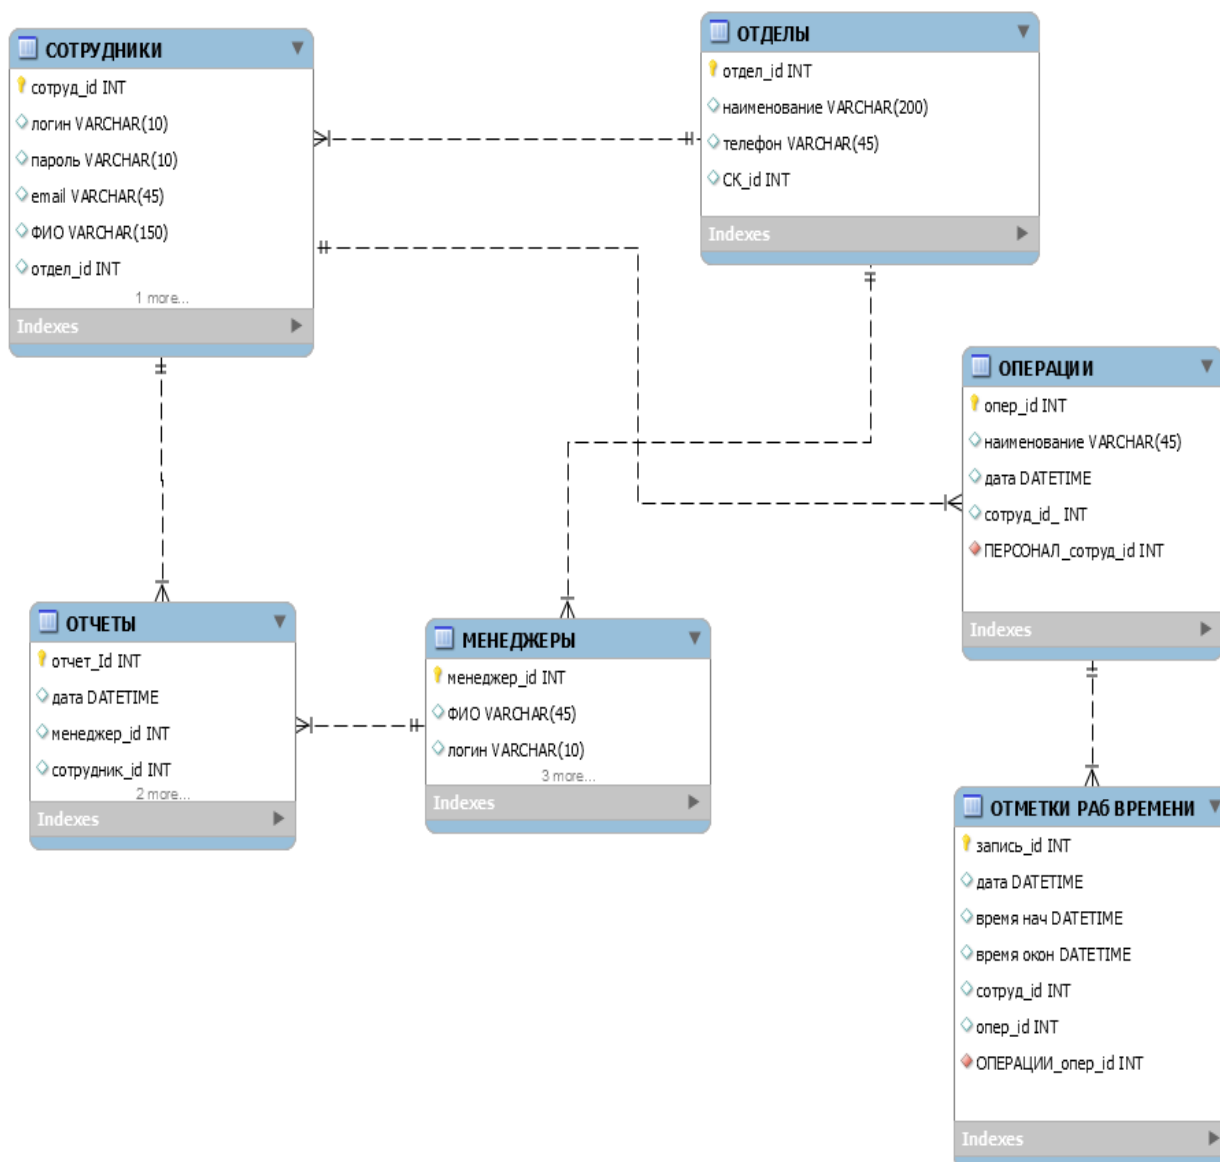 СОТРУДНИКИ
сотруд_id INT
логин VARCHAR(10)
пароль VARCHAR(10)
email VARCHAR(45)
ФИО VARCHAR(150)
отдел_id INT
1 more...
Indexes
ОТДЕЛЫ
отдел_id INT
наименование VARCHAR(200)
телефон VARCHAR(45)
СК_id INT
Indexes
ОПЕРАЦИИ
опер_id INT
наименование VARCHAR(45)
дата DATETIME
сотруд_id_ INT
ПЕРСОНАЛ_сотруд_id INT
Indexes
ОТЧЕТЫ
отчет_Id INT
дата DATETIME
менеджер_id INT
сотрудник_id INT
2 more...
Indexes
МЕНЕДЖЕРЫ
менеджер_id INT
ФИО VARCHAR(45)
логин VARCHAR(10)
3 more...
Indexes
ОТМЕТКИ РАб ВРЕМЕНИ
запись_id INT
дата DATETIME
время нач DATETIME
время окон DATETIME
сотруд_id INT
опер_id INT
ОПЕРАЦИИ_опер_id INT
Indexes